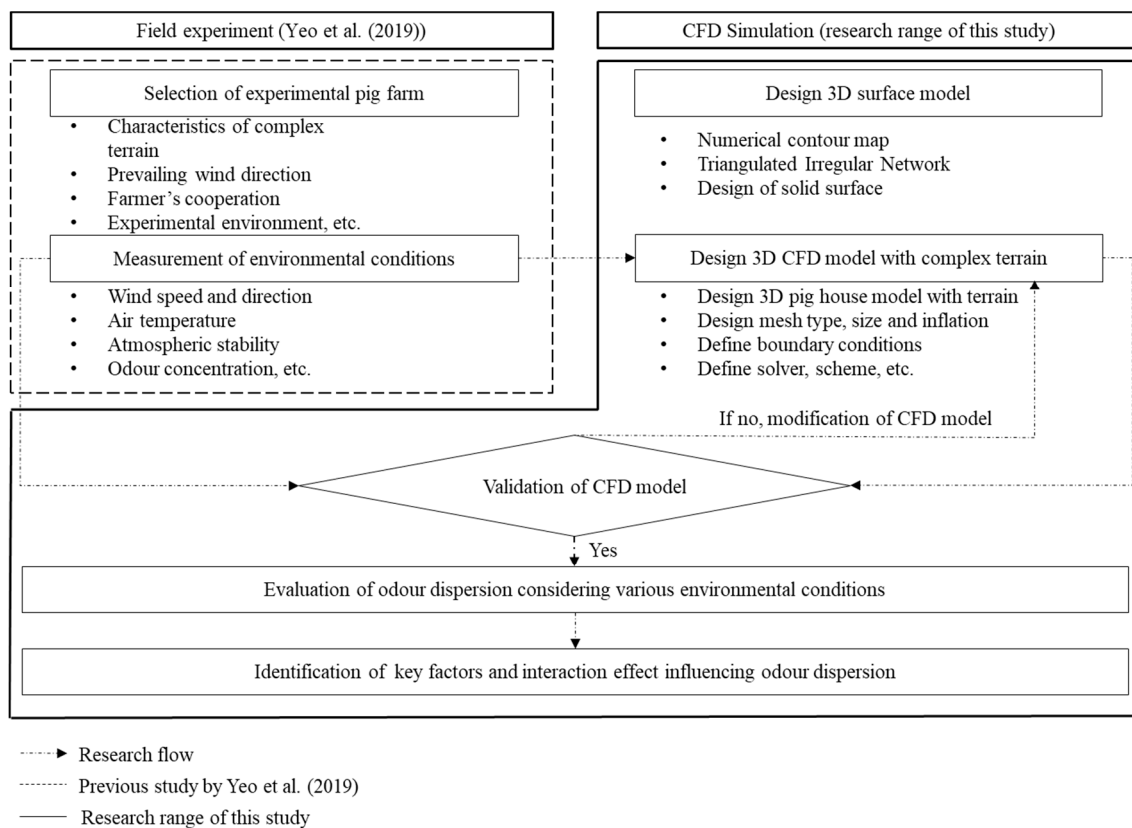 Field experiment (Yeo et al. (2019))
Selection of experimental pig farm
• Characteristics of complex
terrain
• Prevailing wind direction
• Farmer’s cooperation
• Experimental environment, etc.
Measurement of environmental conditions
• Wind speed and direction
• Air temperature
• Atmospheric stability
• Odour concentration, etc.
CFD Simulation (research range of this study)
Design 3D surface model
• Numerical contour map
• Triangulated Irregular Network
• Design of solid surface
Design 3D CFD model with complex terrain
• Design 3D pig house model with terrain
• Design mesh type, size and inflation
• Define boundary conditions
• Define solver, scheme, etc.
If no, modification of CFD model
Validation of CFD model
Yes
Evaluation of odour dispersion considering various environmental conditions
Identification of key factors and interaction effect influencing odour dispersion
Research flow
Previous study by Yeo et al. (2019)
Research range of this study